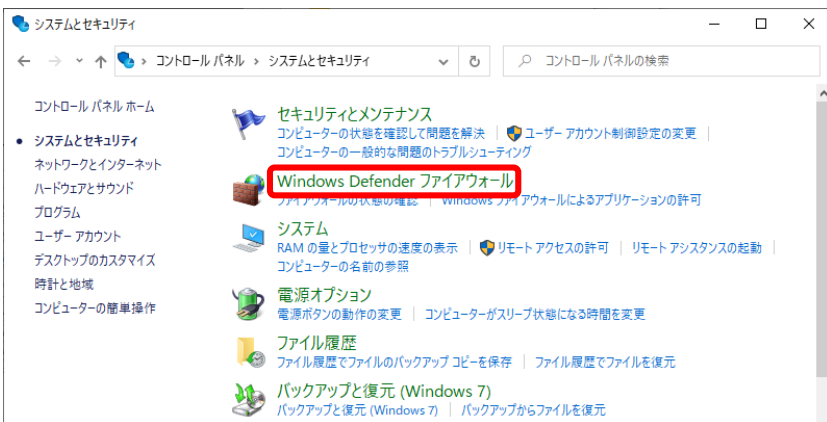 システムとセキュリティ
コントロール パネル › システムとセキュリティ
コントロール パネルの検索
コントロール パネル ホーム
システムとセキュリティ
ネットワークとインターネット
ハードウェアとサウンド
プログラム
ユーザー アカウント
デスクトップのカスタマイズ
時計と地域
コンピューターの簡単操作
セキュリティとメンテナンス
コンピューターの状態を確認して問題を解決 | ユーザー アカウント制御設定の変更 |
コンピューターの一般的な問題のトラブルシューティング
Windows Defender ファイアウォール
ファイアウォールの状態の確認 | Windows ファイアウォールによるアプリケーションの許可
システム
RAM の量とプロセッサの速度の表示 | リモート アクセスの許可 | リモート アシスタンスの起動 |
コンピューターの名前の参照
電源オプション
電源ボタンの動作の変更 | コンピューターがスリープ状態になる時間を変更
ファイル履歴
ファイル履歴でファイルのバックアップ コピーを保存 | ファイル履歴でファイルを復元
バックアップと復元 (Windows 7)
バックアップと復元 (Windows 7) | バックアップからファイルを復元